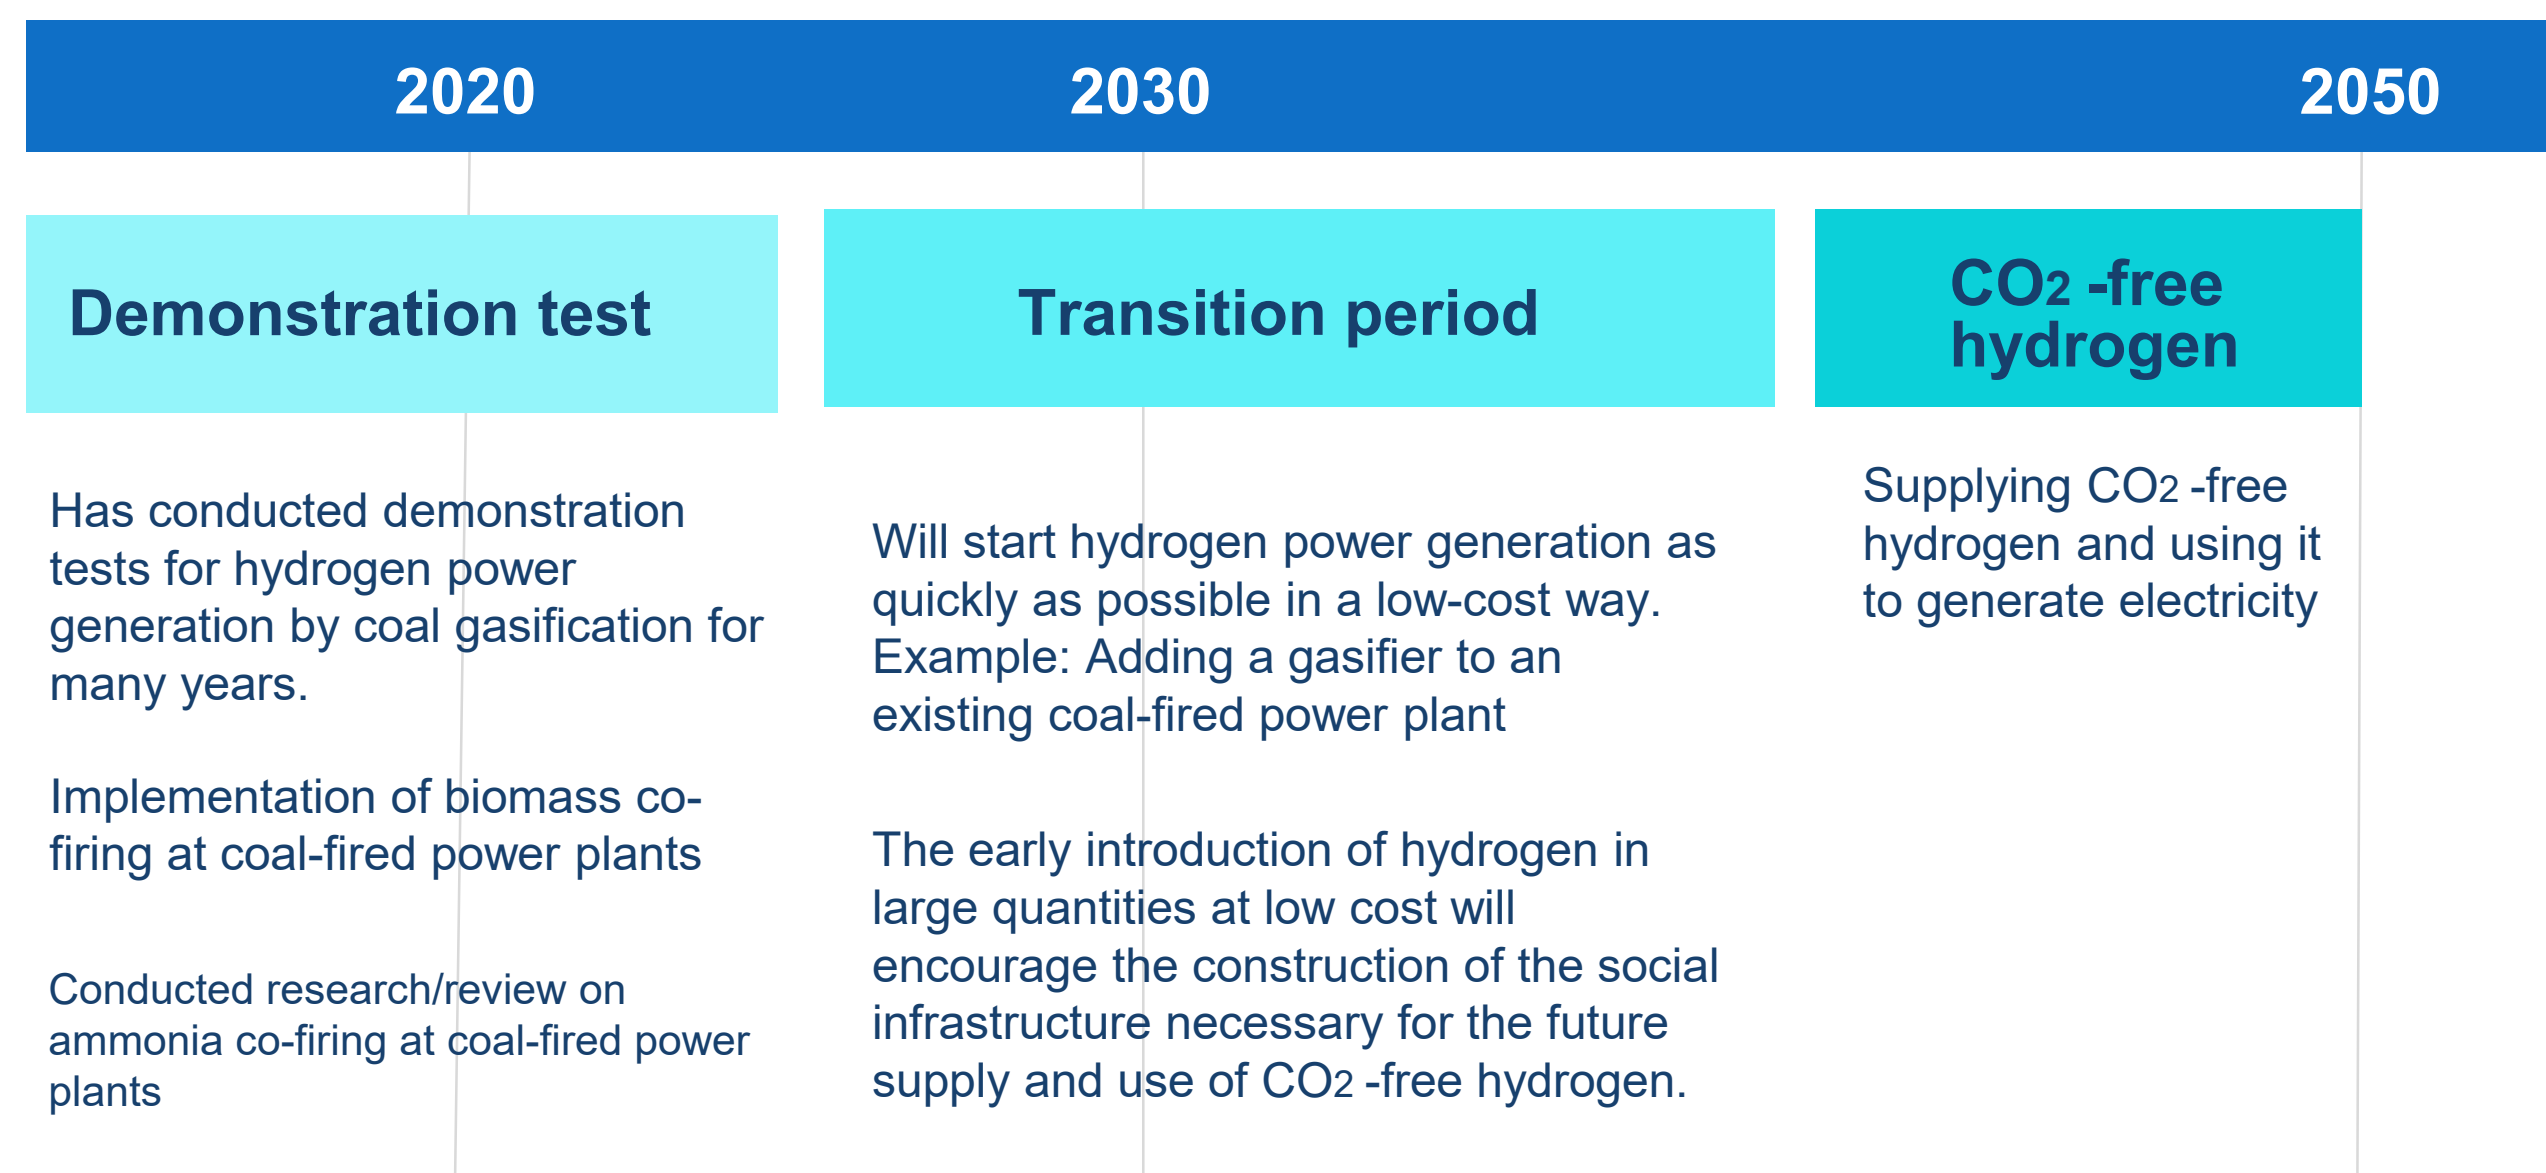 2020
2030
2050
Demonstration test
Transition period
CO2 -free
hydrogen
Has conducted demonstration
tests for hydrogen power
generation by coal gasification for
many years.
Implementation of biomass co-
firing at coal-fired power plants
Conducted research/review on
ammonia co-firing at coal-fired power
plants
Will start hydrogen power generation as
quickly as possible in a low-cost way.
Example: Adding a gasifier to an
existing coal-fired power plant
The early introduction of hydrogen in
large quantities at low cost will
encourage the construction of the social
infrastructure necessary for the future
supply and use of CO2 -free hydrogen.
Supplying CO2 -free
hydrogen and using it
to generate electricity